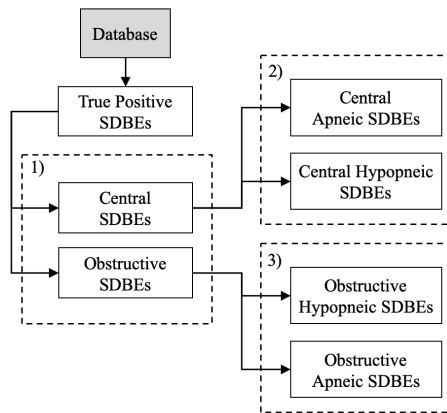 Database
True Positive
SDBEs
1)
Central
SDBEs
Obstructive
SDBEs
2)
Central
Apneic SDBEs
Central Hypopneic
SDBEs
3)
Obstructive
Hypopneic SDBEs
Obstructive
Apneic SDBEs